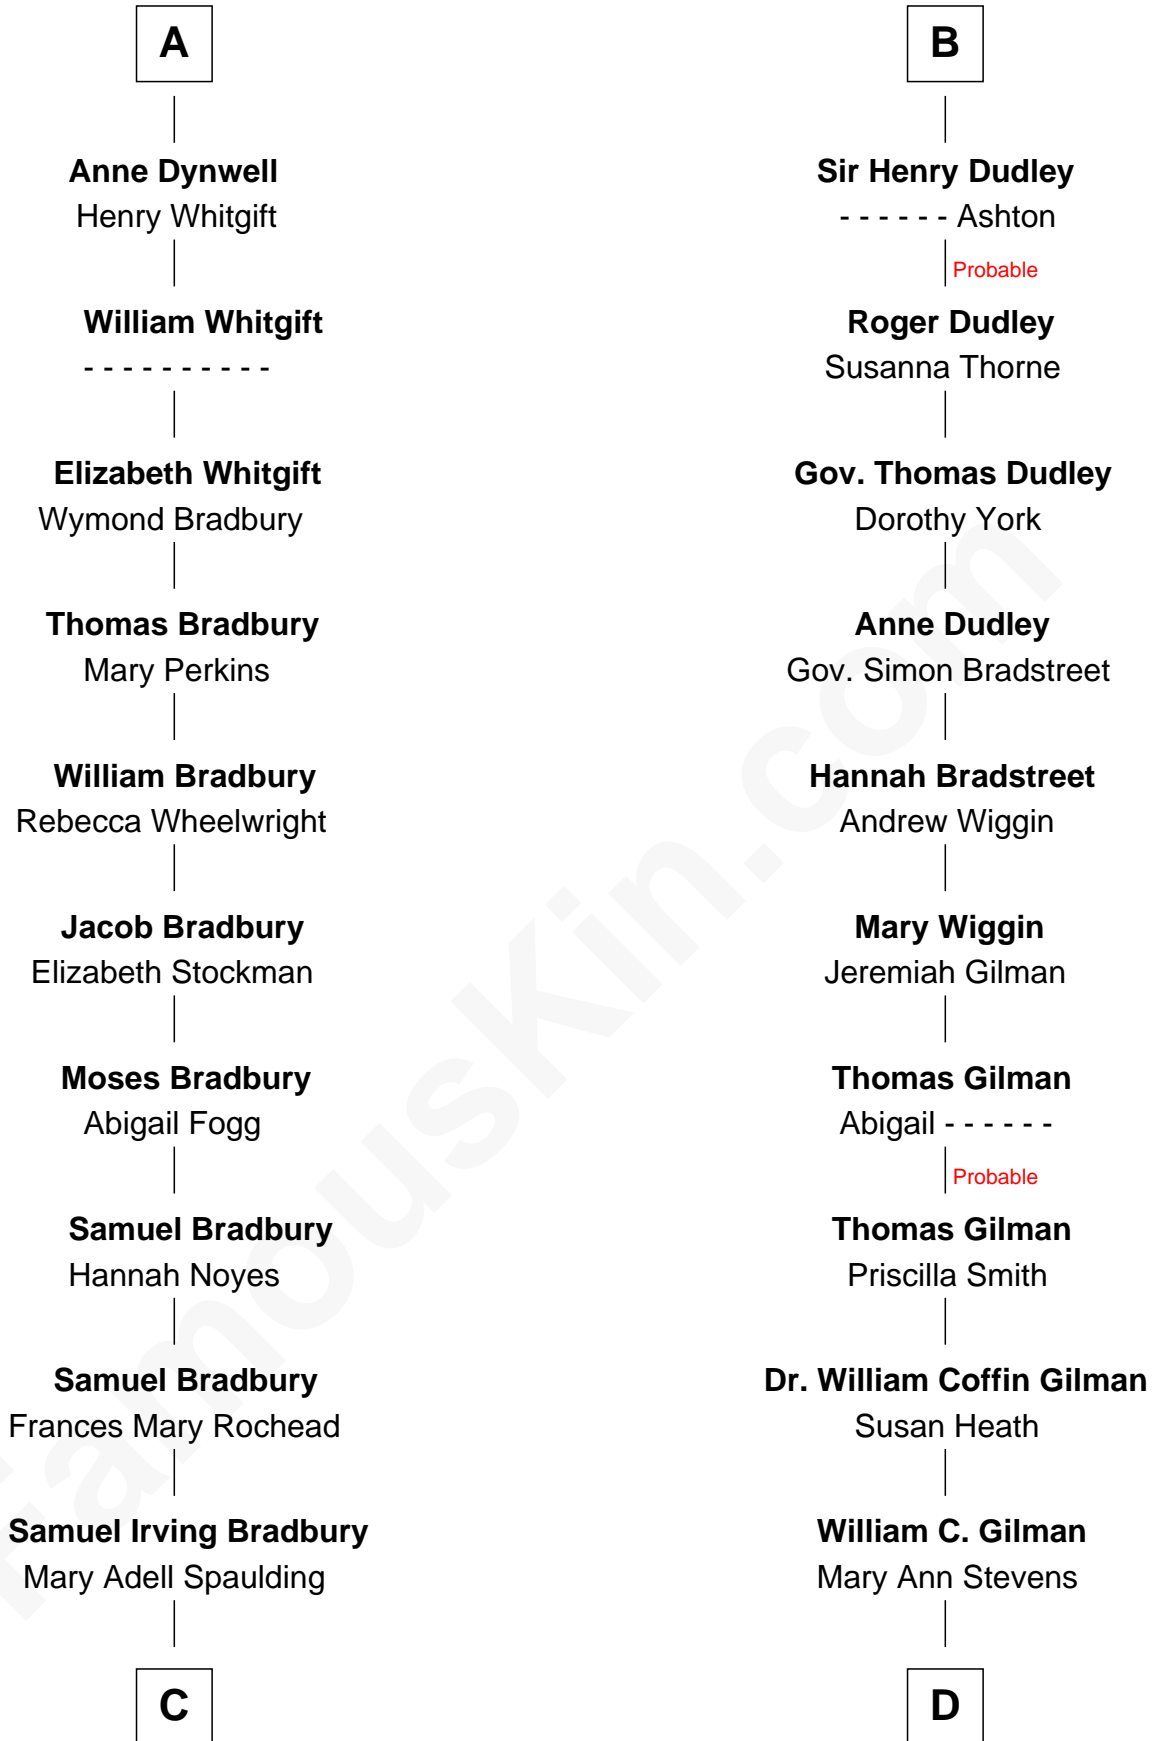 A
Anne Dynwell
Henry Whitgift
William Whitgift
- - - - - - - - - -
Elizabeth Whitgift
Wymond Bradbury
Thomas Bradbury
Mary Perkins
William Bradbury
Rebecca Wheelwright
Jacob Bradbury
Elizabeth Stockman
Moses Bradbury
Abigail Fogg
Samuel Bradbury
Hannah Noyes
Samuel Bradbury
Frances Mary Rochead
Samuel Irving Bradbury
Mary Adell Spaulding
C
B
Sir Henry Dudley
- - - - - - Ashton
Probable
Roger Dudley
Susanna Thorne
Gov. Thomas Dudley
Dorothy York
Anne Dudley
Gov. Simon Bradstreet
Hannah Bradstreet
Andrew Wiggin
Mary Wiggin
Jeremiah Gilman
Thomas Gilman
Abigail - - - - - -
Probable
Thomas Gilman
Priscilla Smith
Dr. William Coffin Gilman
Susan Heath
William C. Gilman
Mary Ann Stevens
D
FamousKin.com